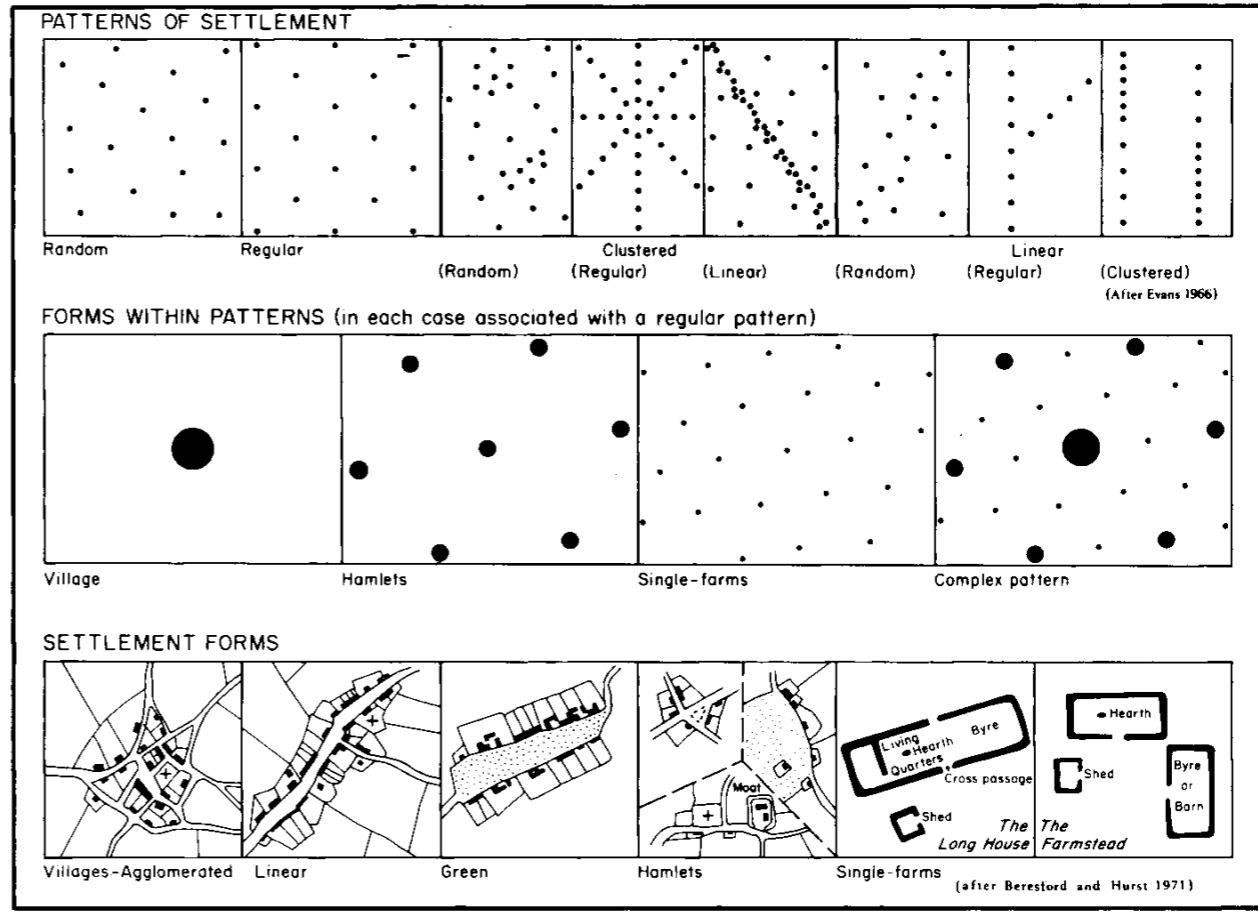 PATTERNS OF SETTLEMENT
Random
Regular
Clustered
Linear
(Random)
(Regular)
(Linear)
(Random)
(Regular)
(Clustered)
(After Evans 1966)
FORMS WITHIN PATTERNS (in each case associated with a regular pattern)
Village
Hamlets
Single-farms
Complex pattern
SETTLEMENT FORMS
Moat
Living
Quarters
Hearth
Byre
Cross passage
Shed
The
Long House
Hearth
Shed
Byre
or
Barn
The
Farmstead
Villages-Agglomerated
Linear
Green
Hamlets
Single-farms
(after Beresford and Hurst 1971)